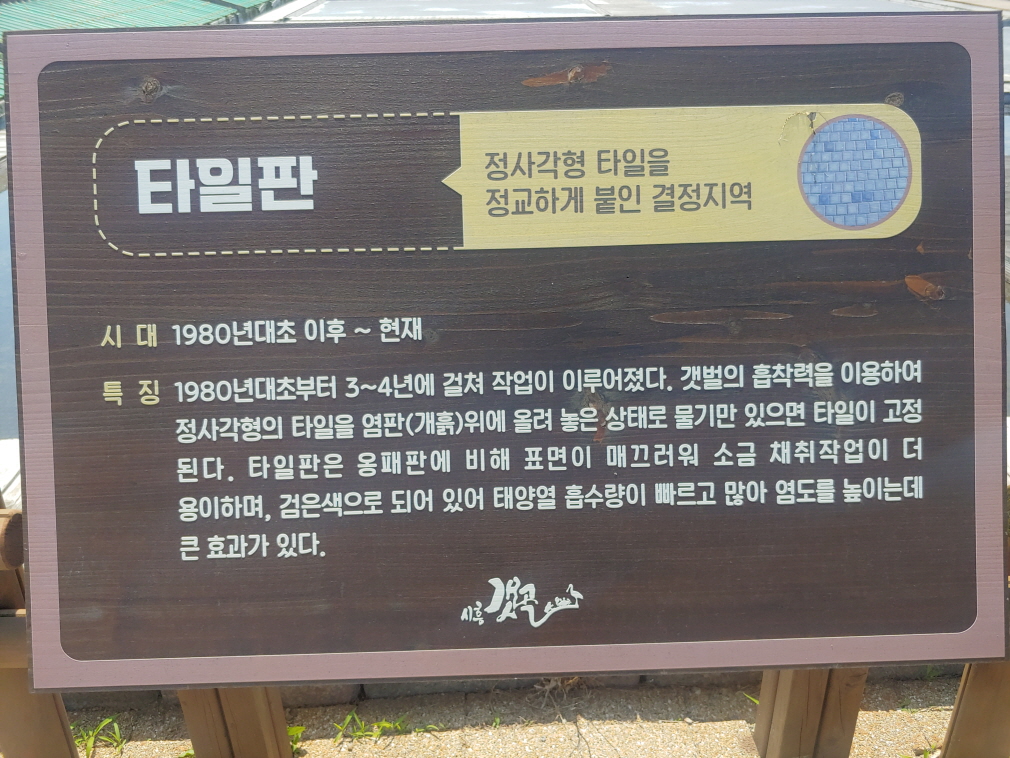 타일판
정사각형 타일을
정교하게 붙인 결정지역
시 대 1980년대초 이후 ~ 현재
특 징 1980년대초부터 3~4년에 걸쳐 작업이 이루어졌다. 갯벌의 흡착력을 이용하여
정사각형의 타일을 염판(개흙)위에 올려 놓은 상태로 물기만 있으면 타일이 고정
된다. 타일판은 옹패판에 비해 표면이 매끄러워 소금 채취작업이 더
용이하며, 검은색으로 되어 있어 태양열 흡수량이 빠르고 많아 염도를 높이는데
큰 효과가 있다.
시흥 갯골